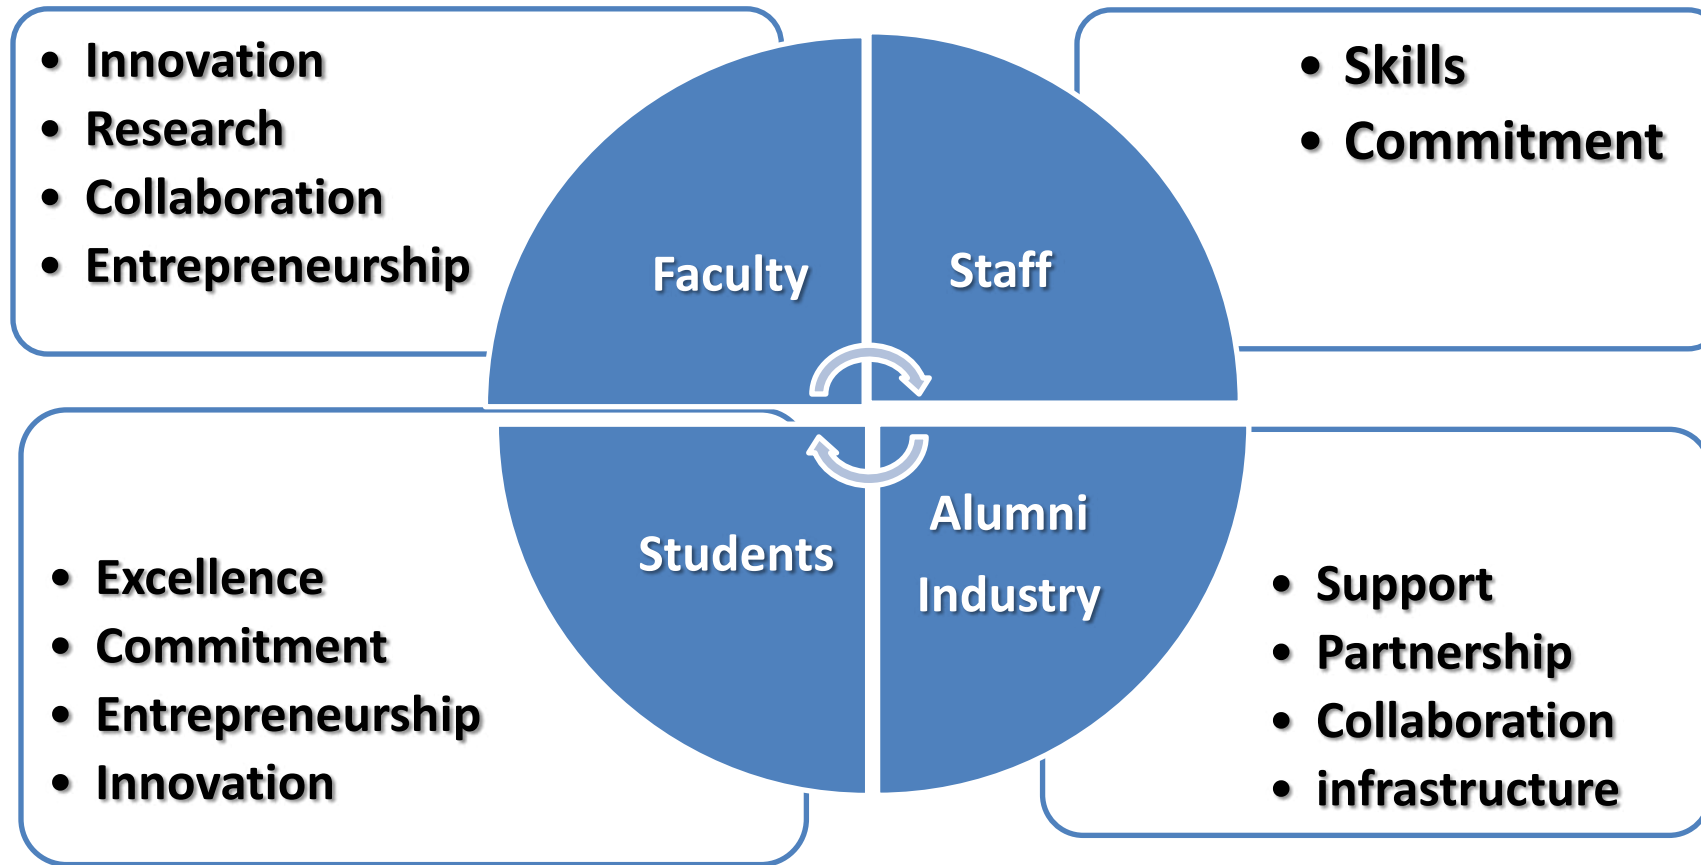 • Innovation
• Research
• Collaboration
• Entrepreneurship
Faculty
• Skills
• Commitment
Staff
• Excellence
• Commitment
• Entrepreneurship
• Innovation
Students
Alumni
Industry
• Support
• Partnership
• Collaboration
• infrastructure